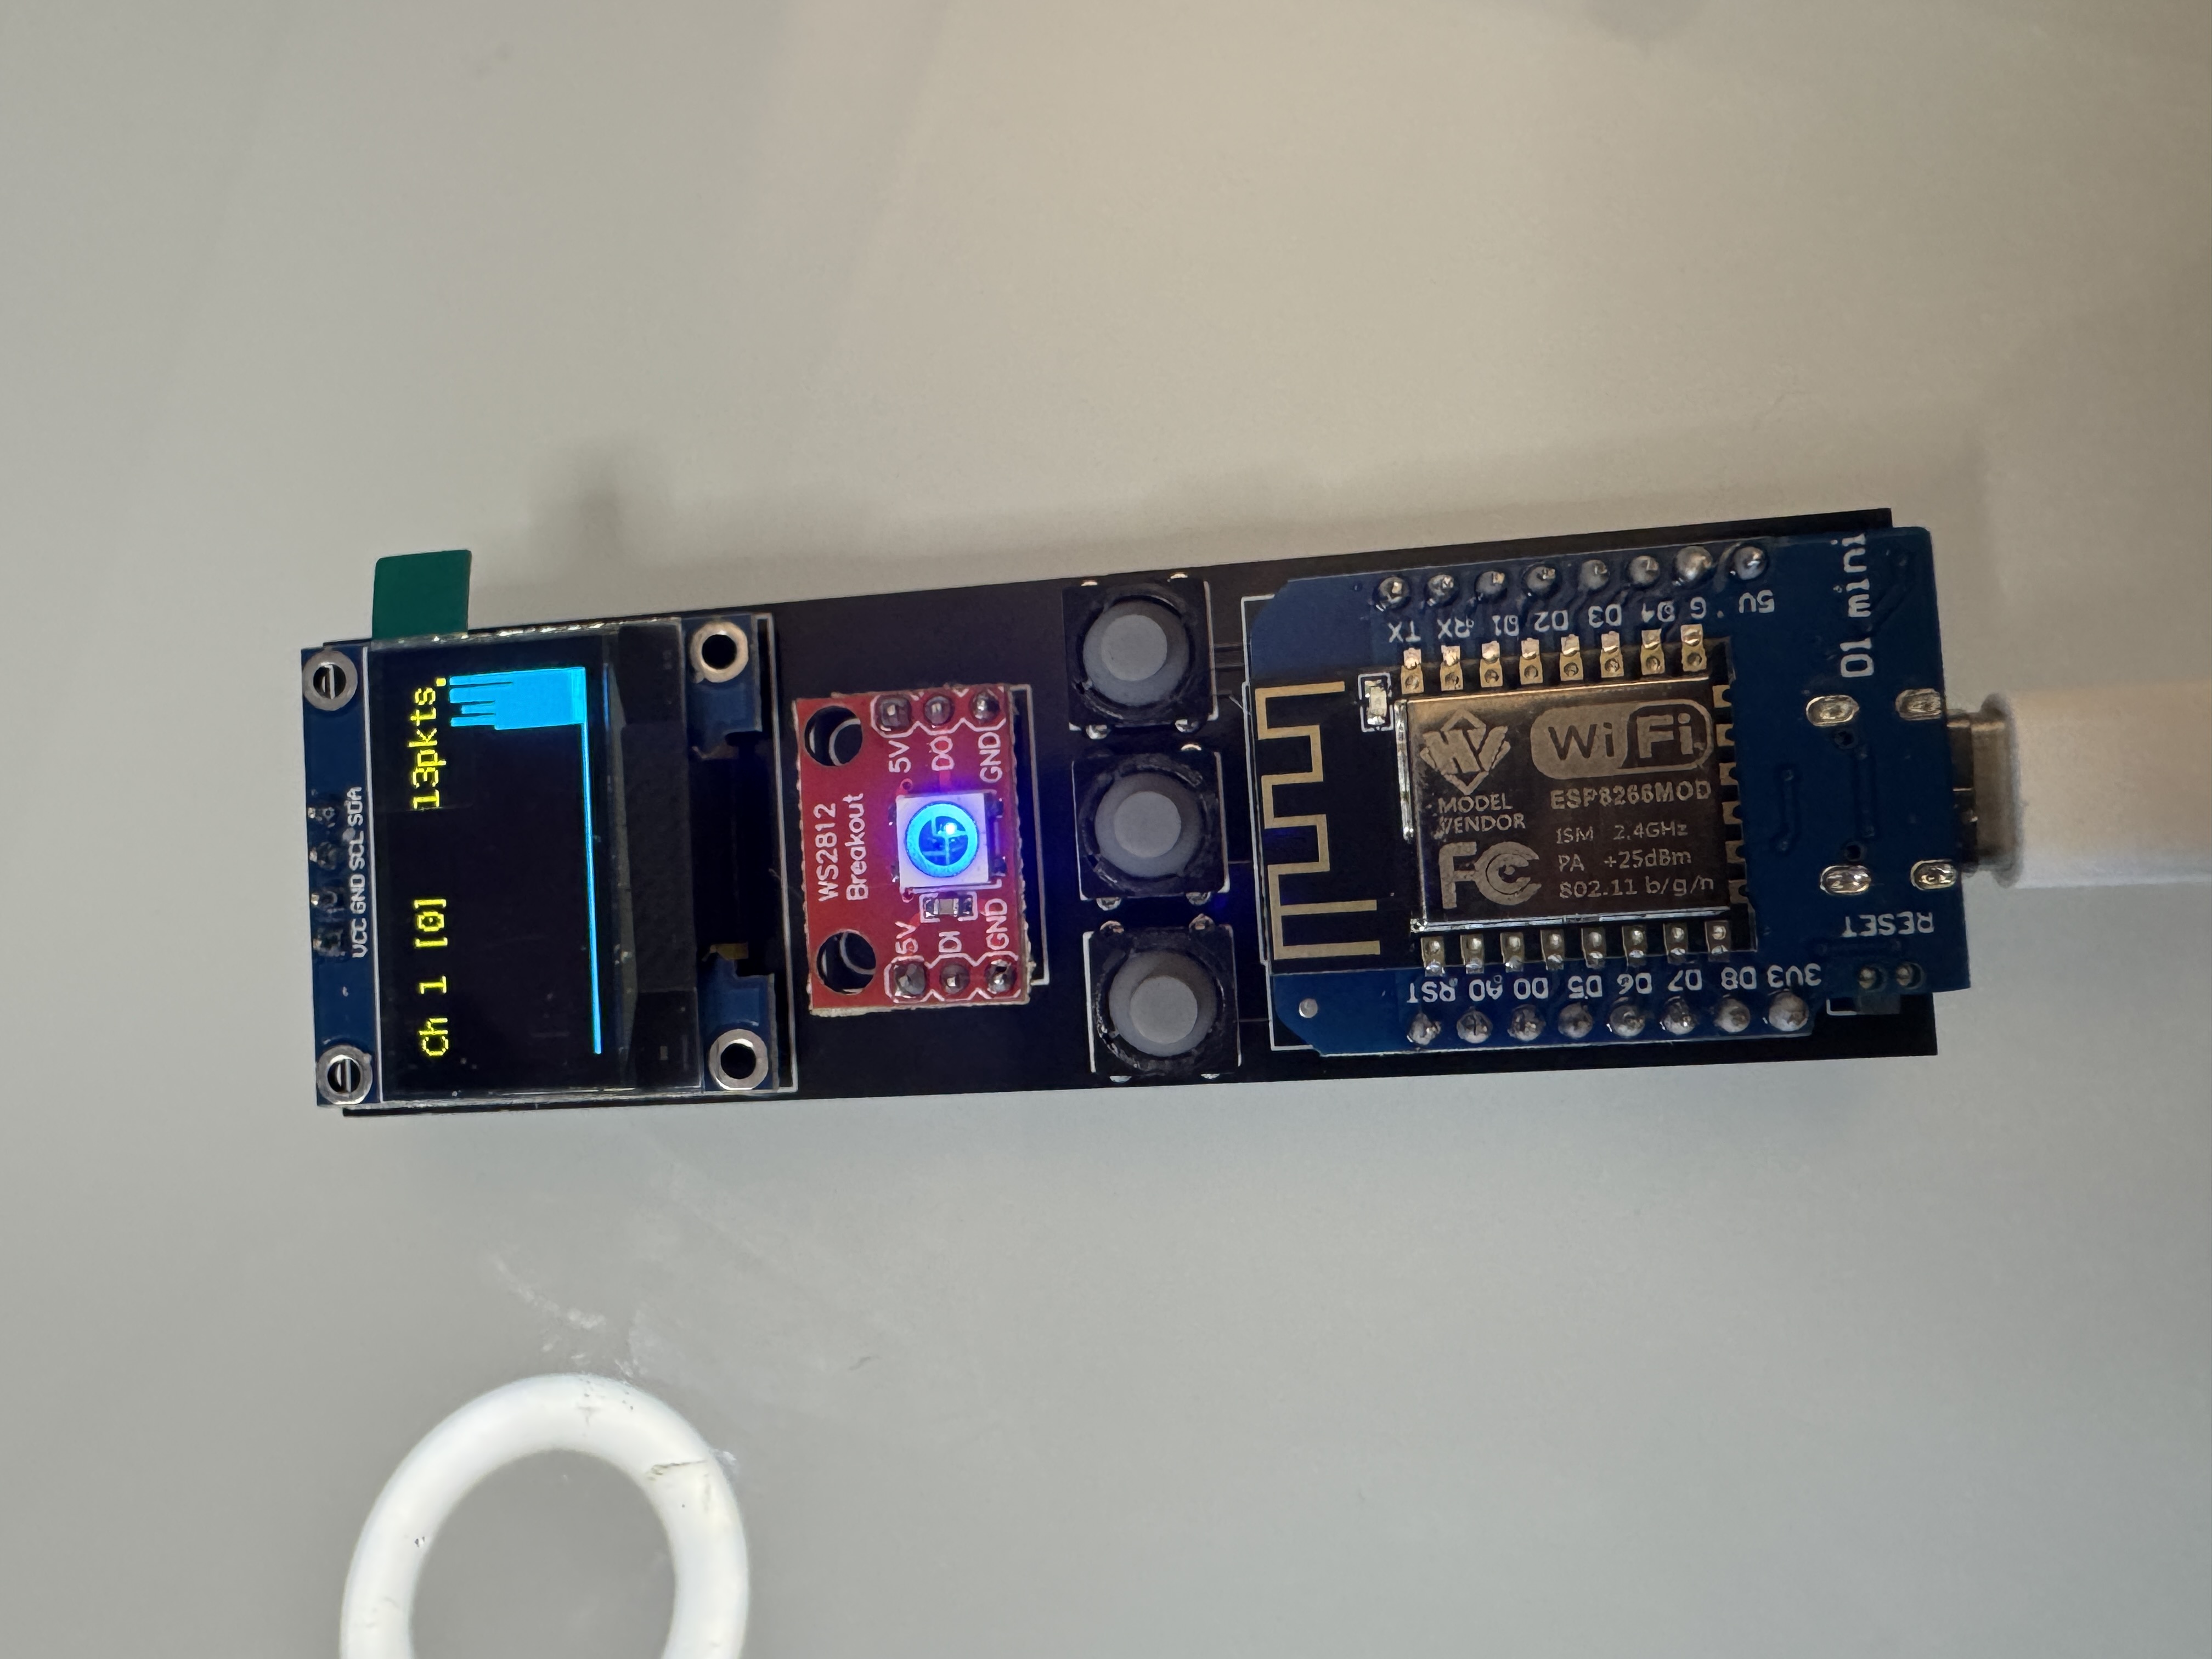 VCC GND SCL SDA
Ch 1 [0] 13pkts
WS2812
Breakout
5V 5V
DI DO
GND GND
RST
A0
D0
D5
D6
D7
D8
3V3
TX
RX
D1
D2
D3
D4
G
5V
FC
MODEL
VENDOR
ESP8266MOD
ISM 2.4GHz
PA +25dBm
802.11 b/g/n
WiFi
RESET
D1 mini